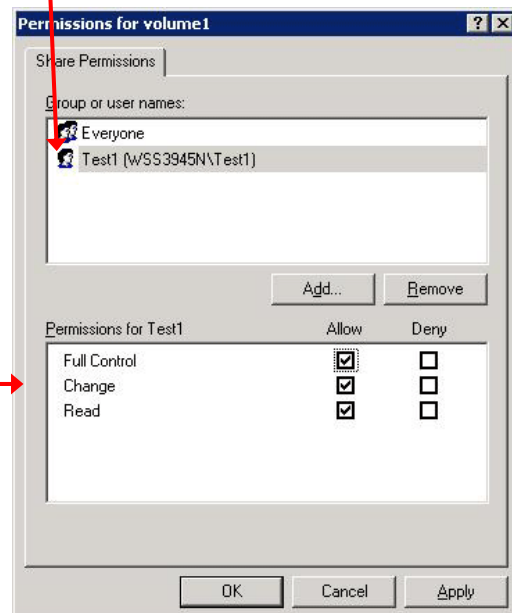 Permissions for volume1
Share Permissions
Group or user names:
Everyone
Test1 (WSS3945N\Test1)
Add... Remove
Permissions for Test1 Allow Deny
Full Control
Change
Read
OK Cancel Apply